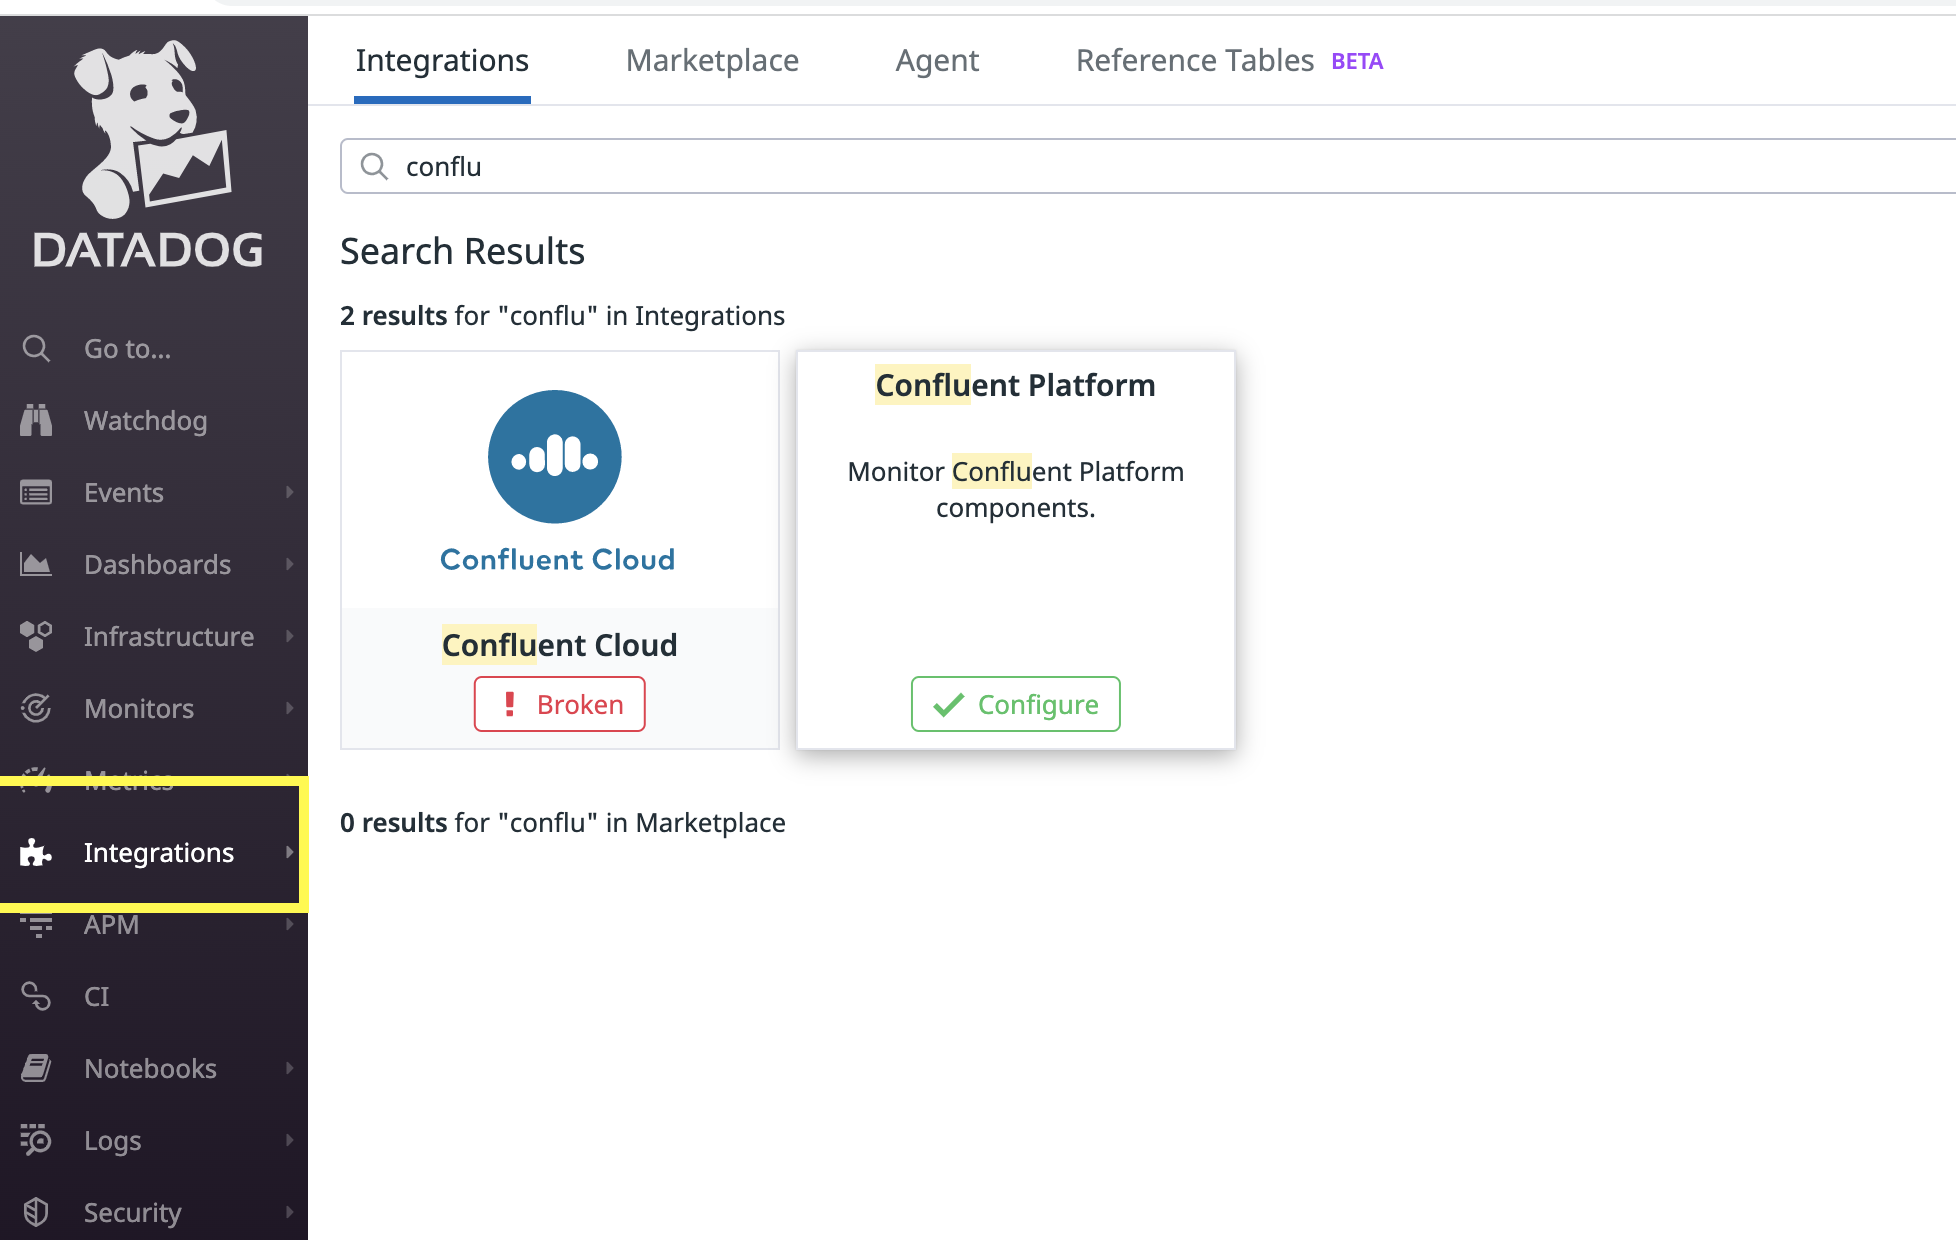 DATADOG
Go to...
Watchdog
Events
Dashboards
Infrastructure
Monitors
Metrics
Integrations
APM
CI
Notebooks
Logs
Security
Integrations
Marketplace
Agent
Reference Tables BETA
conflu
Search Results
2 results for "conflu" in Integrations
Confluent Cloud
Confluent Cloud
! Broken
Confluent Platform
Monitor Confluent Platform
components.
Configure
0 results for "conflu" in Marketplace